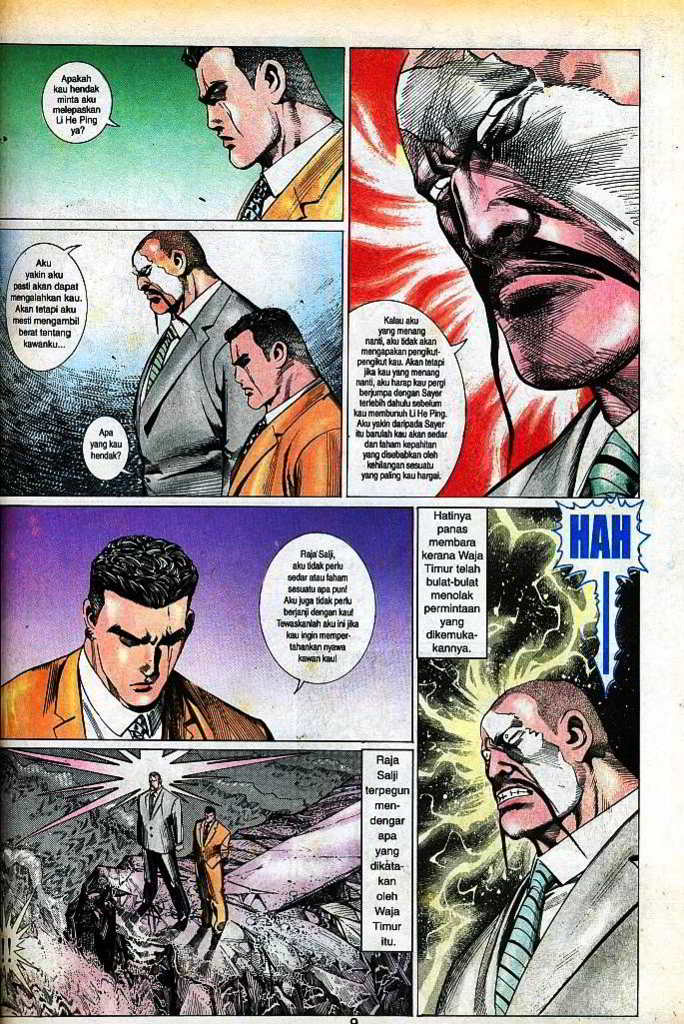 Apakah
kau hendak
minta aku
melepaskan
Li He Ping
ya?
Aku
yakin aku
pasti akan dapat
mengalahkan kau.
Akan tetapi aku
mesti mengambil
berat tentang
kawanku...
Apa
yang kau
hendak?
Kalau aku
yang menang
nanti, aku tidak akan
mengapakan pengikut-
pengikut kau. Akan tetapi
jika kau yang menang
nanti, aku harap kau pergi
berjumpa dengan Sayer
terlebih dahulu sebelum
kau membunuh Li He Ping.
Aku yakin daripada Sayer
itu barulah kau akan sedar
dan faham kepahitan
yang disebabkan oleh
kehilangan sesuatu
yang paling kau hargai.
Raja Salji,
aku tidak perlu
sedar atau faham
sesuatu apa pun!
Aku juga tidak perlu
berjanji dengan kau!
Tewaskanlah aku ini jika
kau ingin memper-
tahankan nyawa
kawan kau!
Hatinya
panas
membara
kerana Waja
Timur telah
bulat-bulat
menolak
permintaan
yang
dikemuka-
kannya.
HAH
Raja
Salji
terpegun
men-
dengar
apa
yang
dikata-
kan
oleh
Waja
Timur
itu.
!!
9